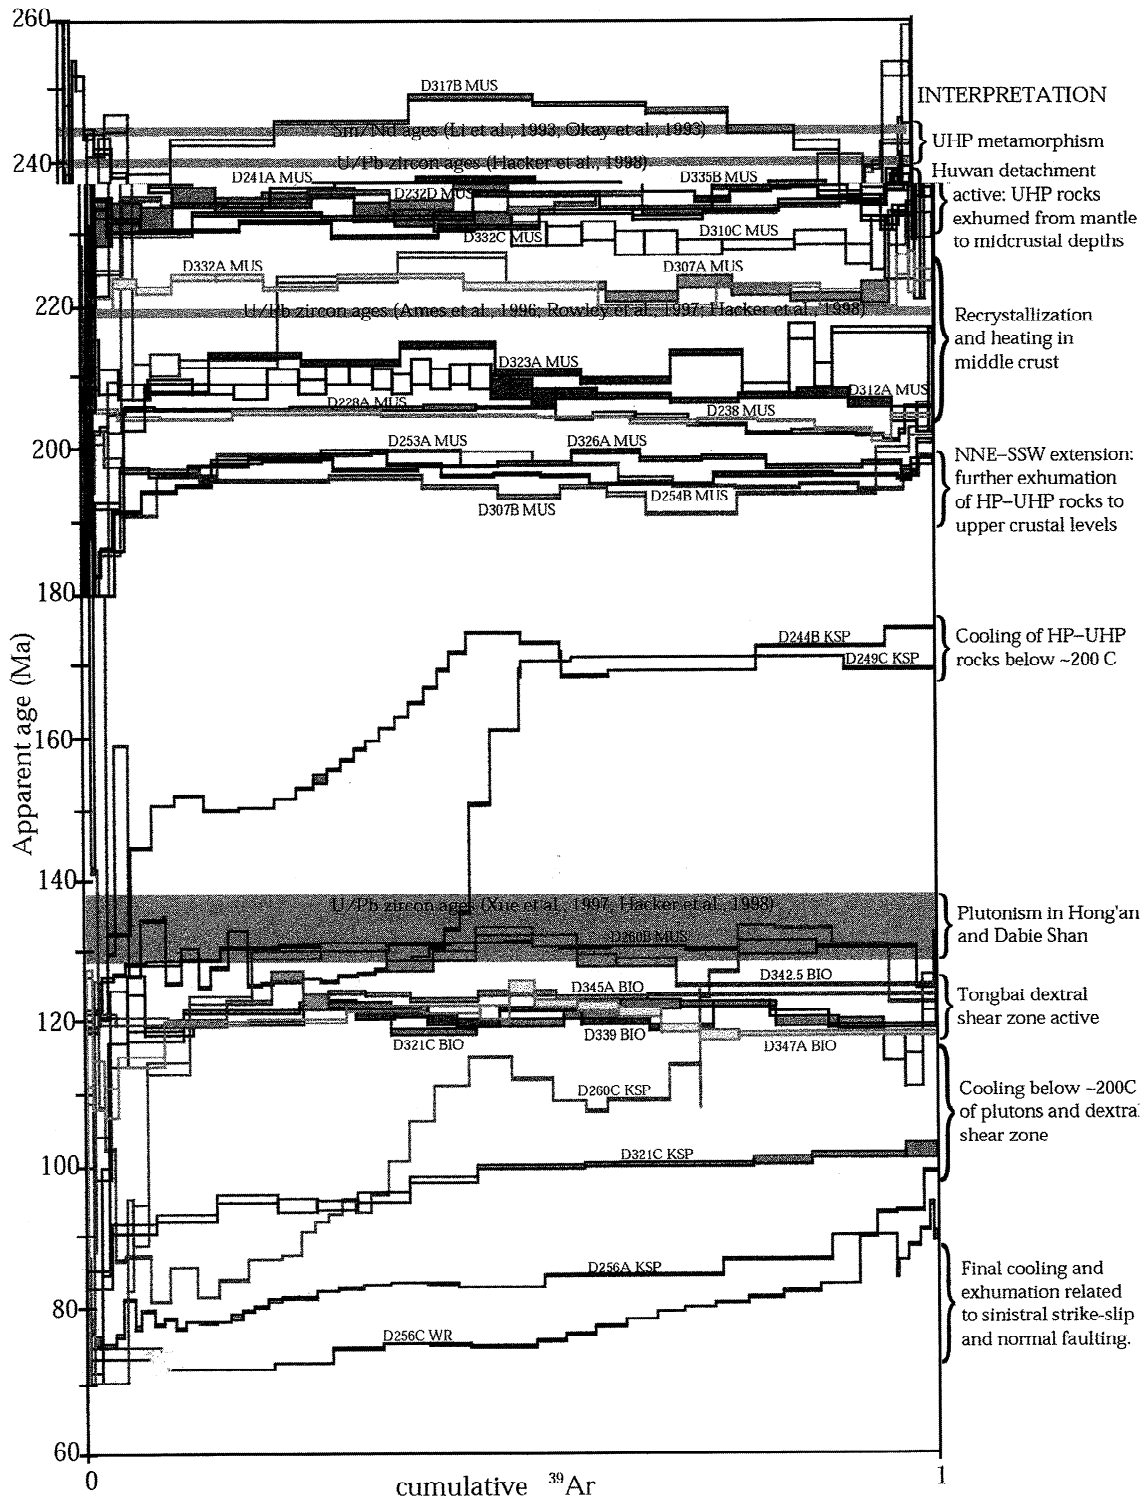 260
D317B MUS
INTERPRETATION
Sm/Nd ages (Li et al., 1993; Okay et al., 1993)
UHP metamorphism
240
U/Pb zircon ages (Hacker et al., 1998)
D241A MUS
D335B MUS
D232D MUS
Huwan detachment
active: UHP rocks
exhumed from mantle
to midcrustal depths
D332C MUS
D310C MUS
D332A MUS
D307A MUS
220
U/Pb zircon ages (Ames et al., 1996; Rowley et al., 1997; Hacker et al., 1998)
Recrystallization
and heating in
middle crust
D323A MUS
D312A MUS
D228A MUS
D238 MUS
200
D253A MUS
D326A MUS
NNE–SSW extension:
further exhumation
of HP–UHP rocks to
upper crustal levels
D254B MUS
D307B MUS
180
D244B KSP
D249C KSP
Cooling of HP–UHP
rocks below ~200 C
Apparent age (Ma)
160
140
U/Pb zircon ages (Xue et al., 1997, Hacker et al., 1998)
Plutonism in Hong'an
and Dabie Shan
D260B MUS
D342.5 BIO
D345A BIO
Tongbai dextral
shear zone active
120
D321C BIO
D339 BIO
D347A BIO
D260C KSP
Cooling below ~200C
of plutons and dextra
shear zone
100
D321C KSP
D256A KSP
Final cooling and
exhumation related
to sinistral strike-slip
and normal faulting.
80
D256C WR
60
0
1
cumulative 39Ar